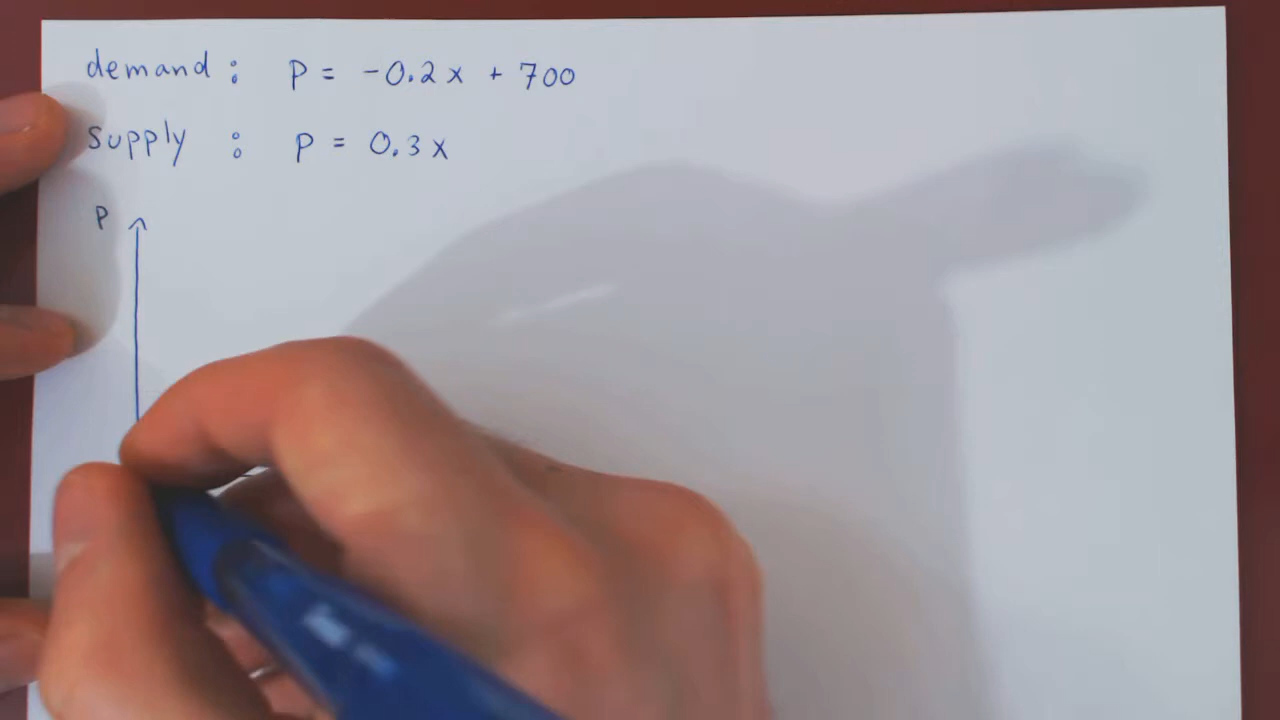 demand : P = -0.2x + 700
supply : P = 0.3x
P